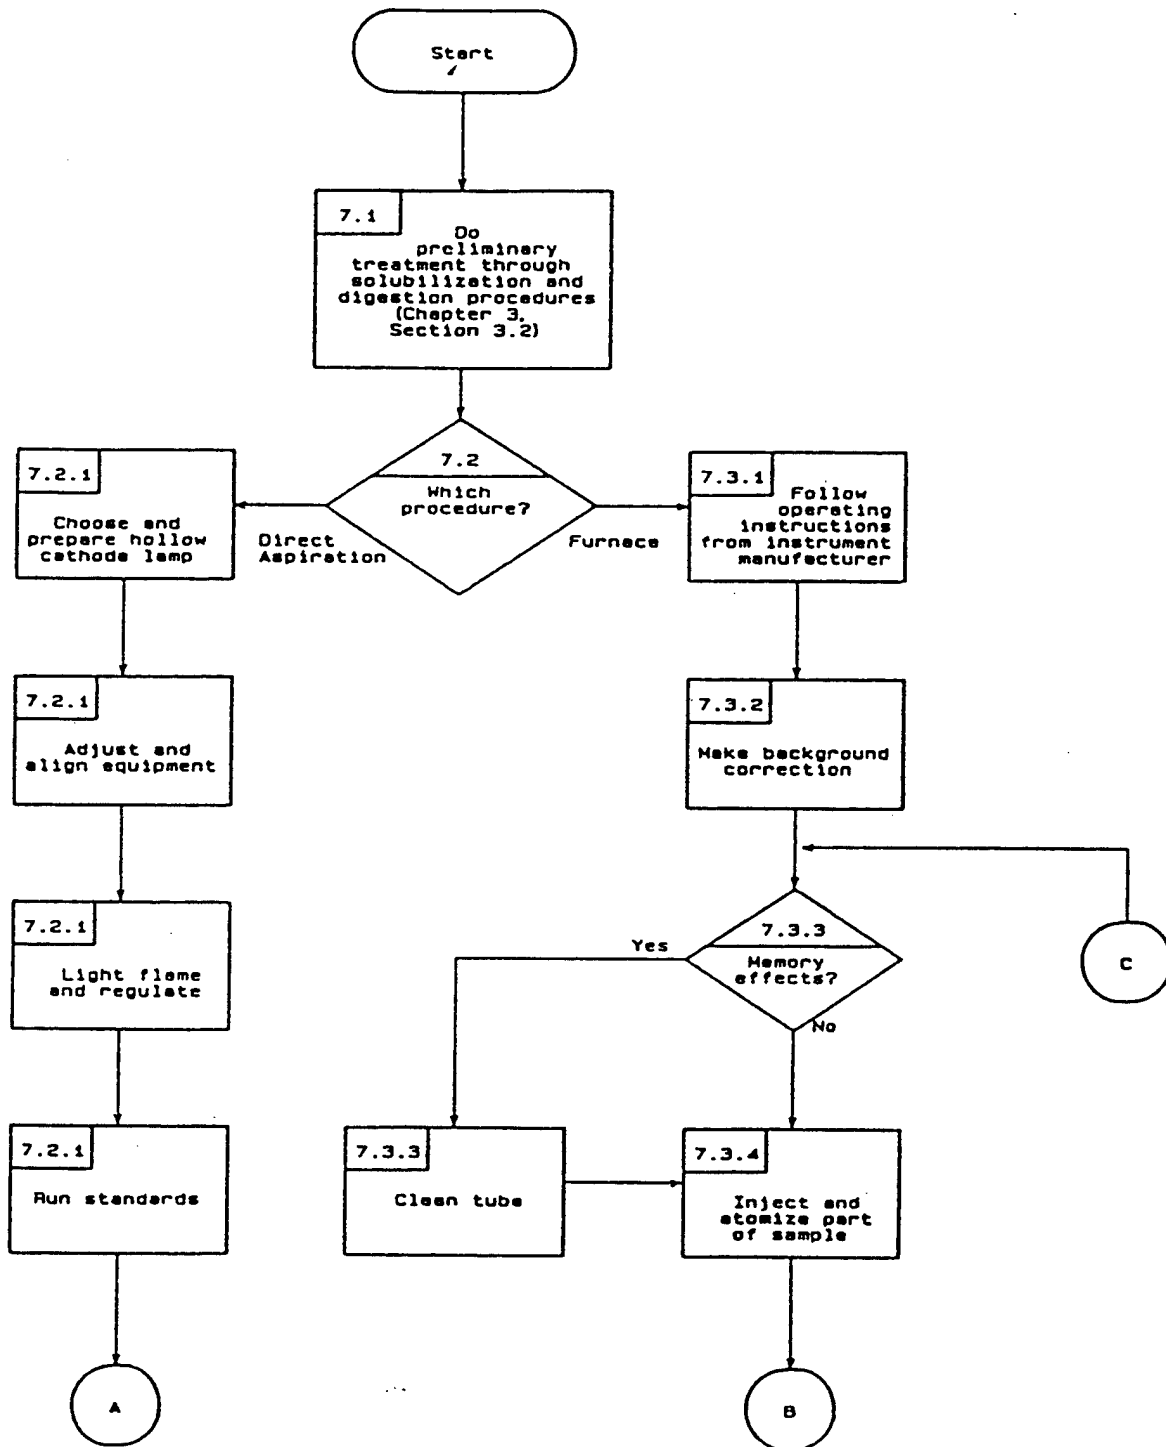 Start
7.1
Do
preliminary
treatment through
solubilization and
digestion procedures
(Chapter 3,
Section 3.2)
7.2
Which
procedure?
Direct
Aspiration
Furnace
7.2.1
Choose and
prepare hollow
cathode lamp
7.3.1
Follow
operating
instructions
from instrument
manufacturer
7.2.1
Adjust and
align equipment
7.3.2
Make background
correction
7.2.1
Light flame
and regulate
Yes
7.3.3
Memory
effects?
No
C
7.2.1
Run standards
7.3.3
Clean tube
7.3.4
Inject and
atomize part
of sample
A
B